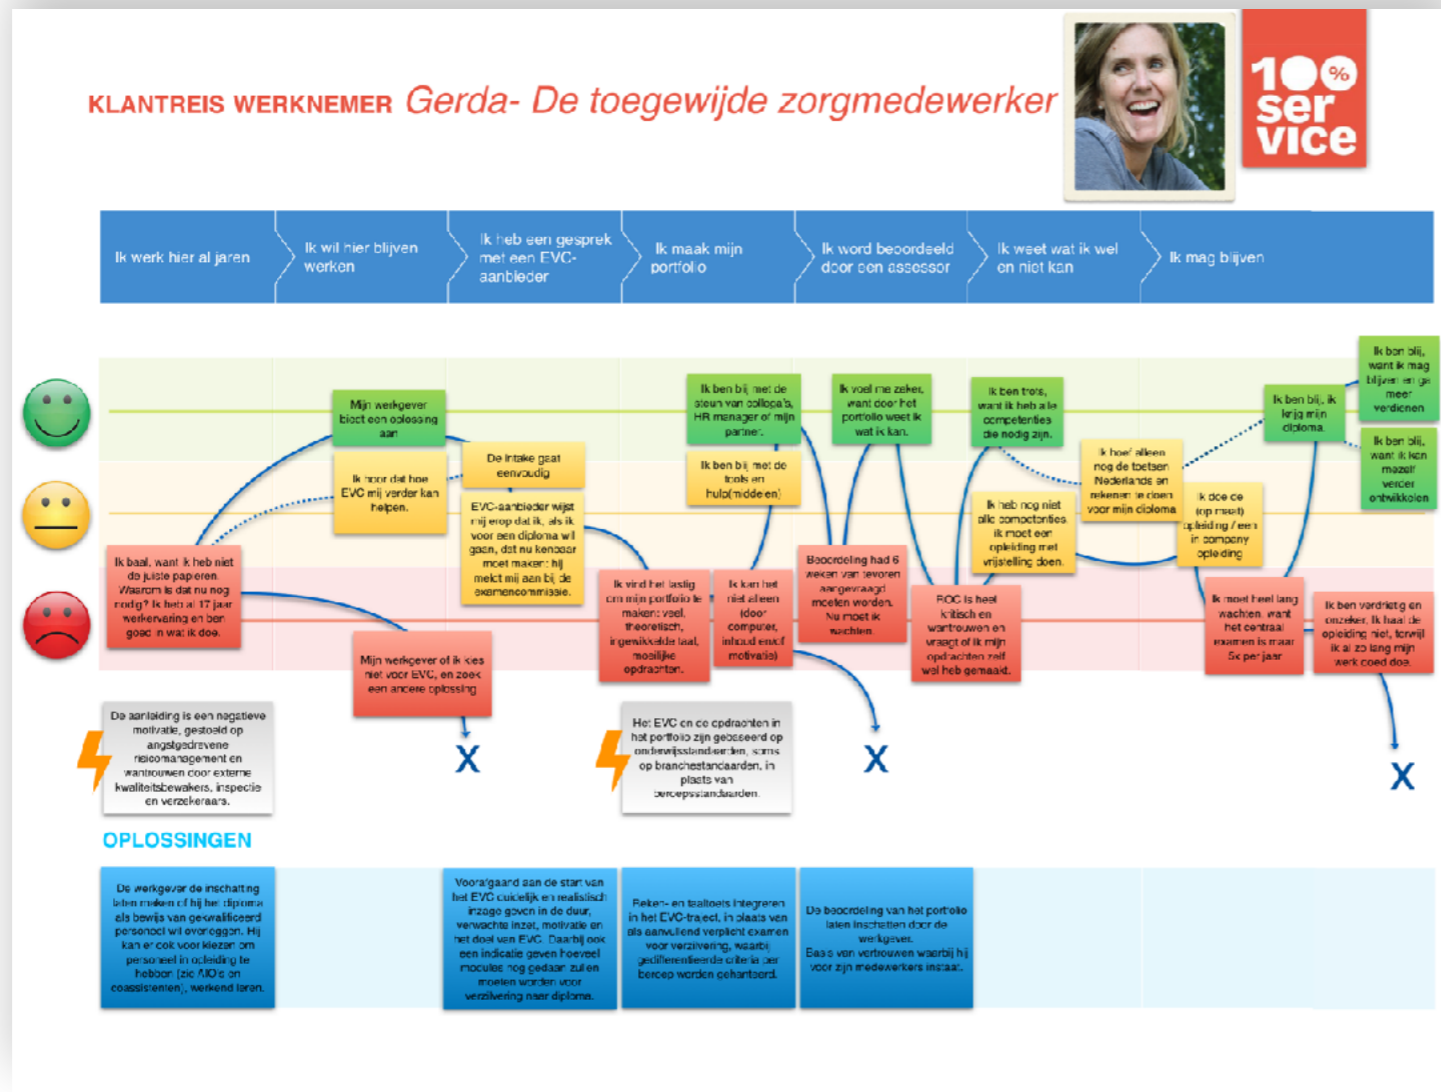 KLANTREIS WERKNEMER Gerda- De toegewijde zorgmedewerker
100%
ser
vice
Ik werk hier al jaren
Ik wil hier blijven
werken
Ik heb een gesprek
met een EVC-
aanbieder
Ik maak mijn
portfolio
Ik word beoordeeld
door een assessor
Ik weet wat ik wel
en niet kan
Ik mag blijven
Mijn werkgever
biedt een oplossing
aan
Ik hoor dat hoe
EVC mij verder kan
helpen.
De intake gaat
eenvoudig
EVC-aanbieder wijst
mij erop dat ik, als ik
voor een diploma wil
gaan, dat nu kenbaar
moet maken: hij
meldt mij aan bij de
examencommissie.
Ik baal, want ik heb niet
de juiste papieren.
Waarom is dat nu nog
nodig? Ik heb al 17 jaar
werkervaring en ben
goed in wat ik doe.
Mijn werkgever of ik kies
niet voor EVC, en zoek
een andere oplossing
X
Ik ben blij met de
steun van collega's,
HR manager of mijn
partner.
Ik ben blij met de
tools en
hulp(middelen)
Ik vind het lastig
om mijn portfolio te
maken: veel,
theoretisch,
ingewikkelde taal,
moeilijke
opdrachten.
Ik kan het
niet alleen
(door
computer,
inhoud en/of
motivatie)
X
Ik voel me zeker,
want door het
portfolio weet ik
wat ik kan.
Beoordeling had 6
weken van tevoren
aangevraagd
moeten worden.
Nu moet ik
wachten.
ROC is heel
kritisch en
wantrouwen en
vraagt of ik mijn
opdrachten zelf
wel heb gemaakt.
Ik ben trots,
want ik heb alle
competenties
die nodig zijn.
Ik heb nog niet
alle competenties,
ik moet een
opleiding met
vrijstelling doen.
Ik hoef alleen
nog de toetsen
Nederlands en
rekenen te doen
voor mijn diploma
Ik doe de
(op maat)
opleiding / een
in company
opleiding
Ik moet heel lang
wachten, want
het centraal
examen is maar
5x per jaar
Ik ben blij, ik
krijg mijn
diploma.
Ik ben blij,
want ik mag
blijven en ga
meer
verdienen
Ik ben blij,
want ik kan
mezelf
verder
ontwikkelen
Ik ben verdrietig en
onzeker, Ik haal de
opleiding niet, terwijl
ik al zo lang mijn
werk goed doe.
X
De aanleiding is een negatieve
motivatie, gestoeld op
angstgedrevene
risicomanagement en
wantrouwen door externe
kwaliteitsbewakers, inspectie
en verzekeraars.
Het EVC en de opdrachten in
het portfolio zijn gebaseerd op
onderwijsstandaarden, soms
op branchestandaarden, in
plaats van
beroepsstandaarden.
OPLOSSINGEN
De werkgever de inschatting
laten maken of hij het diploma
als bewijs van gekwalificeerd
personeel wil overleggen. Hij
kan er ook voor kiezen om
personeel in opleiding te
hebben (zie AIO's en
coassistenten), werkend leren.
Voorafgaand aan de start van
het EVC duidelijk en realistisch
inzage geven in de duur,
verwachte inzet, motivatie en
het doel van EVC. Daarbij ook
een indicatie geven hoeveel
modules nog gedaan zullen
moeten worden voor
verzilvering naar diploma.
Reken- en taaltoets integreren
in het EVC-traject, in plaats van
als aanvullend verplicht examen
voor verzilvering, waarbij
gedifferentieerde criteria per
beroep worden gehanteerd.
De beoordeling van het portfolio
laten inschatten door de
werkgever.
Basis van vertrouwen waarbij hij
voor zijn medewerkers instaat.